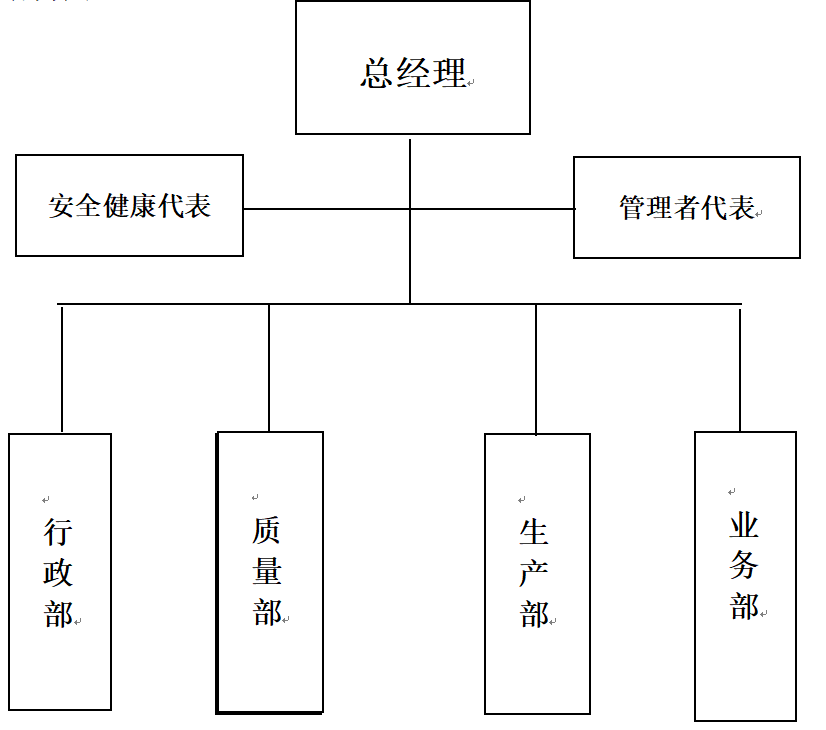 总经理
安全健康代表
管理者代表
行政部
质量部
生产部
业务部